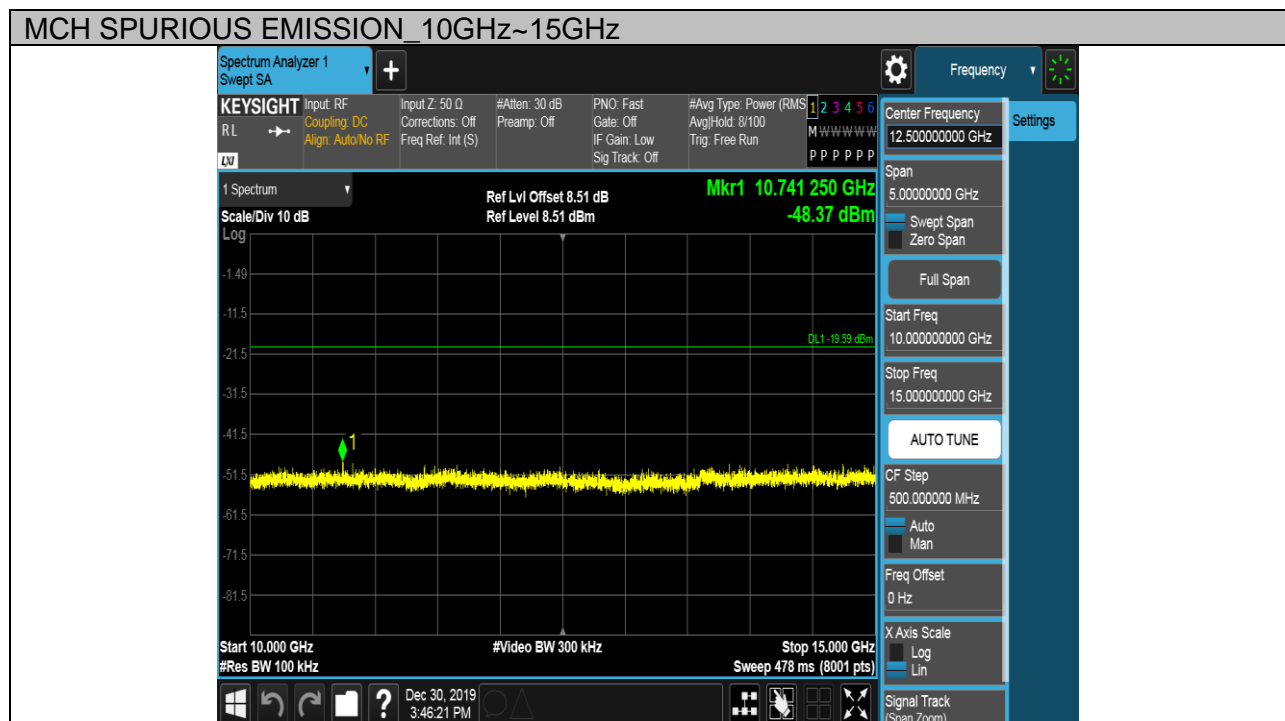 MCH SPURIOUS EMISSION_10GHz~15GHz
Spectrum Analyzer 1
Swept SA
Frequency
KEYSIGHT
RL
LXI
Input: RF
Coupling: DC
Align: Auto/No RF
Input Z: 50 Ω
Corrections: Off
Freq Ref: Int (S)
#Atten: 30 dB
Preamp: Off
PNO: Fast
Gate: Off
IF Gain: Low
Sig Track: Off
#Avg Type: Power (RMS
Avg|Hold: 8/100
Trig: Free Run
1 2 3 4 5 6
M W W W W W
P P P P P P
1 Spectrum
Scale/Div 10 dB
Log
Ref Lvl Offset 8.51 dB
Ref Level 8.51 dBm
Mkr1 10.741 250 GHz
-48.37 dBm
-1.49
-11.5
DL1 -19.59 dBm
-21.5
-31.5
-41.5
1
-51.5
-61.5
-71.5
-81.5
Start 10.000 GHz
#Res BW 100 kHz
#Video BW 300 kHz
Stop 15.000 GHz
Sweep 478 ms (8001 pts)
?
Dec 30, 2019
3:46:21 PM
Settings
Center Frequency
12.500000000 GHz
Span
5.00000000 GHz
Swept Span
Zero Span
Full Span
Start Freq
10.000000000 GHz
Stop Freq
15.000000000 GHz
AUTO TUNE
CF Step
500.000000 MHz
Auto
Man
Freq Offset
0 Hz
X Axis Scale
Log
Lin
Signal Track
(Span Zoom)